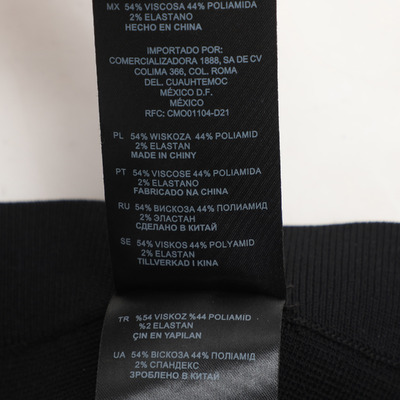 MX 54% VISCOSA 44% POLIAMIDA
2% ELASTANO
HECHO EN CHINA
IMPORTADO POR:
COMERCIALIZADORA 1888, SA DE CV
COLIMA 366, COL. ROMA
DEL. CUAUHTEMOC
MÉXICO D.F.
MÉXICO
RFC: CMO01104-D21
PL 54% WISKOZA 44% POLIAMID
2% ELASTAN
MADE IN CHINY
PT 54% VISCOSE 44% POLIAMIDA
2% ELASTANO
FABRICADO NA CHINA
RU 54% ВИСКОЗА 44% ПОЛИАМИД
2% ЭЛАСТАН
СДЕЛАНО В КИТАЙ
SE 54% VISKOS 44% POLYAMID
2% ELASTAN
TILLVERKAD I KINA
TR %54 VISKOZ %44 POLIAMID
%2 ELASTAN
ÇIN EN YAPILAN
UA 54% ВІСКОЗА 44% ПОЛІАМІД
2% СПАНДЕКС
ЗРОБЛЕНО В КИТАЙ